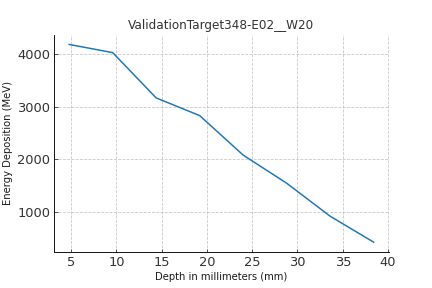 ValidationTarget348-E02__W20
Energy Deposition (MeV)
4000
3000
2000
1000
5 10 15 20 25 30 35 40
Depth in millimeters (mm)